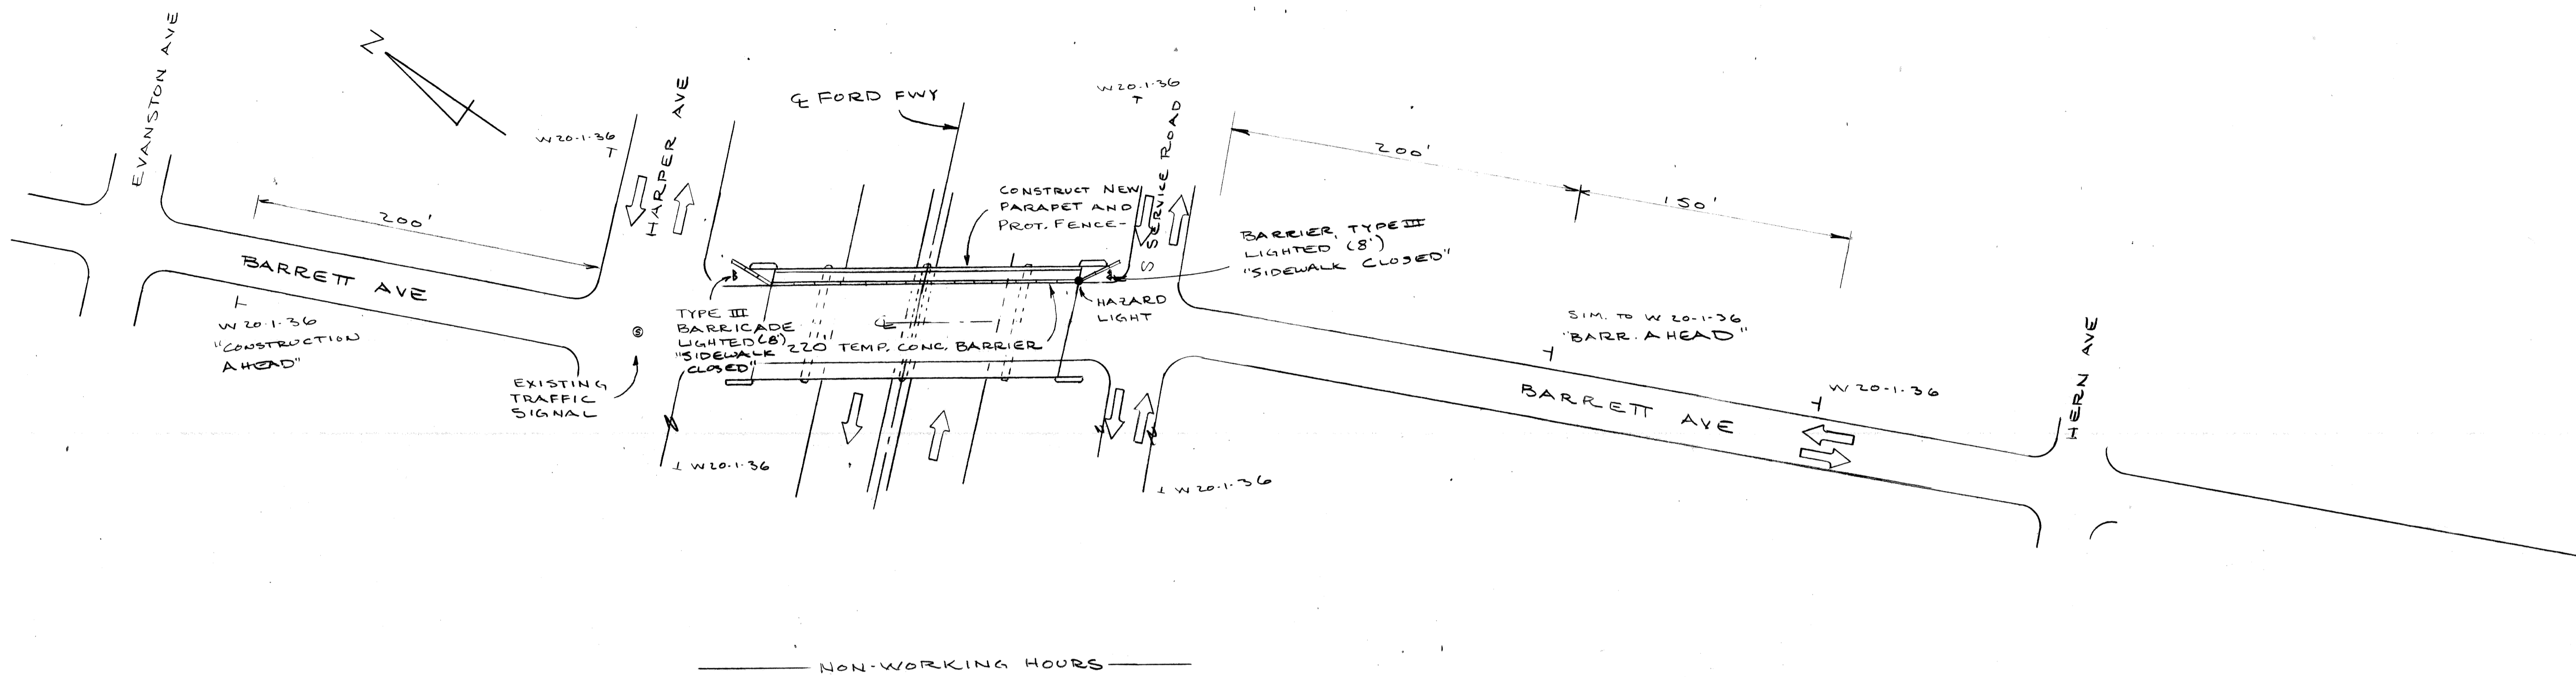 EVANSTON AVE
N
W20-1-36
HARPER AVE
℄ FORD FWY
W20-1-36
S SERVICE ROAD
200'
150'
200'
BARRETT AVE
W20-1-36
"CONSTRUCTION
AHEAD"
EXISTING
TRAFFIC
SIGNAL
S
CONSTRUCT NEW
PARAPET AND
PROT. FENCE-
BARRIER, TYPE III
LIGHTED (8')
"SIDEWALK CLOSED"
TYPE III
BARRICADE
LIGHTED (8')
"SIDEWALK
CLOSED"
HAZARD
LIGHT
℄
220' TEMP. CONC. BARRIER
W20-1-36
W20-1-36
SIM. TO W20-1-36
"BARR. AHEAD"
W20-1-36
BARRETT AVE
HERN AVE
NON-WORKING HOURS